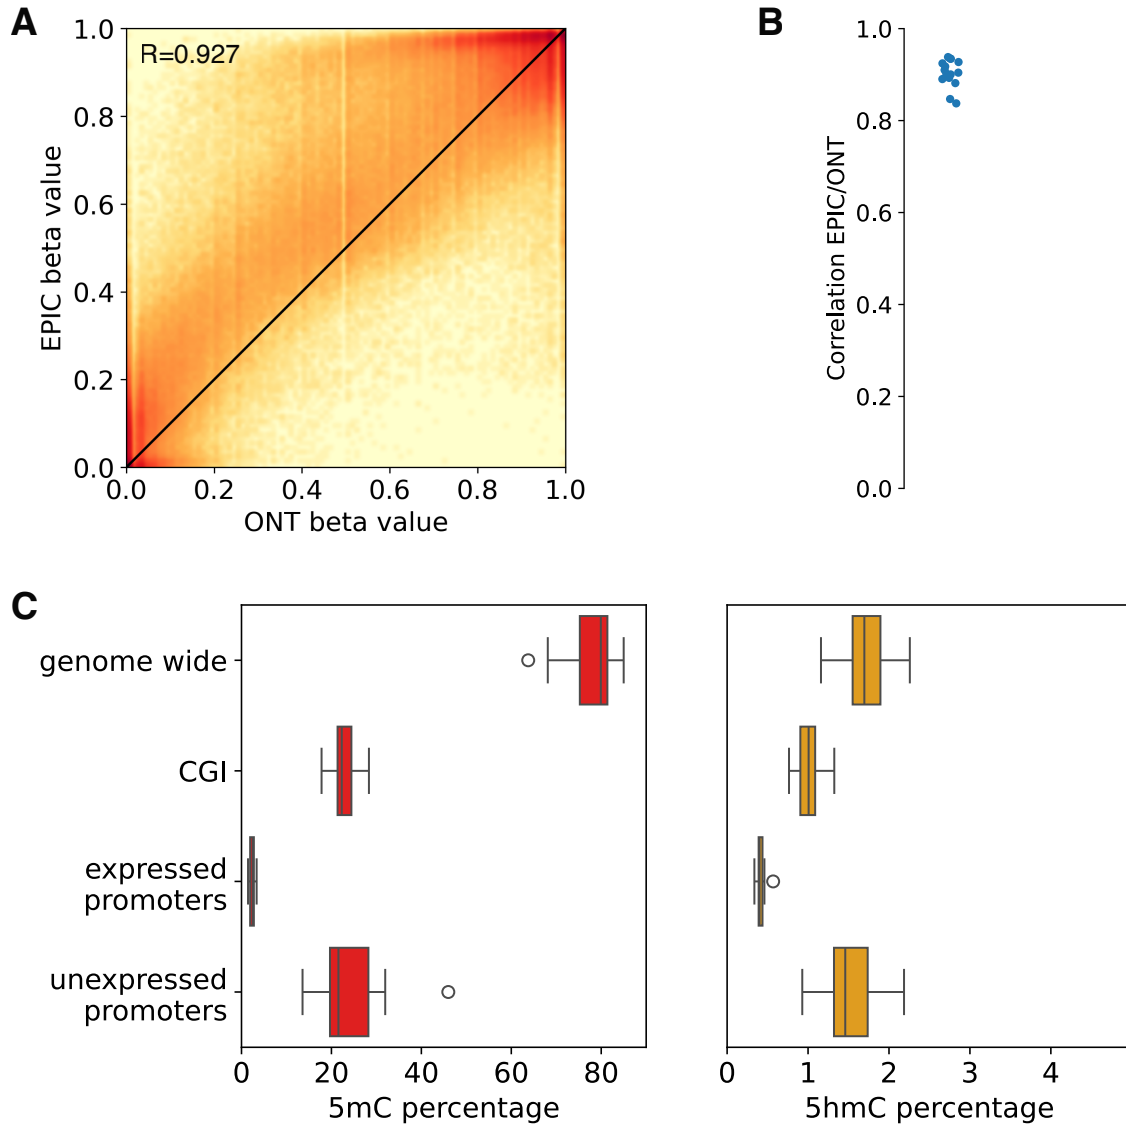 A
R=0.927
1.0
0.8
0.6
0.4
0.2
0.0
EPIC beta value
0.0 0.2 0.4 0.6 0.8 1.0
ONT beta value
B
1.0
0.8
0.6
0.4
0.2
0.0
Correlation EPIC/ONT
C
genome wide
CGI
expressed
promoters
unexpressed
promoters
0 20 40 60 80
5mC percentage
0 1 2 3 4
5hmC percentage